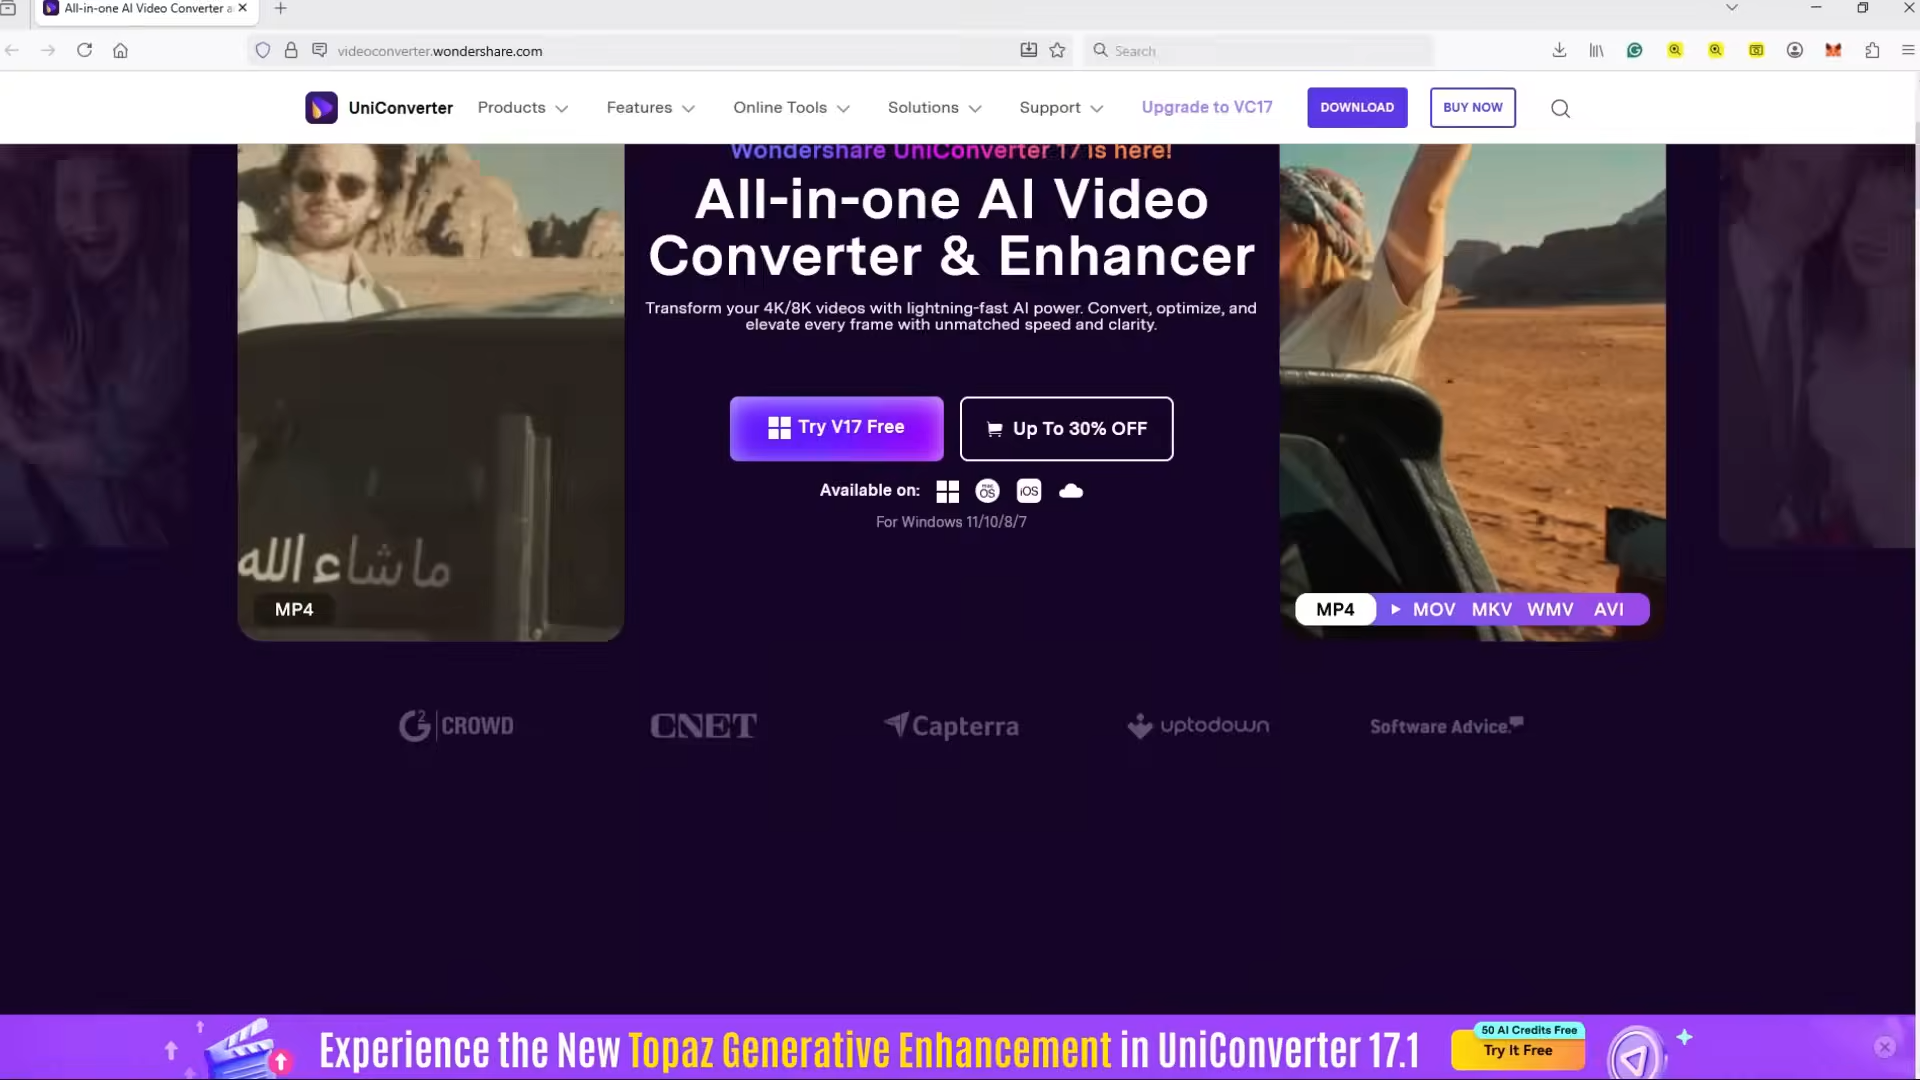 All-in-one AI Video Converter a
videoconverter.wondershare.com
Search
UniConverter
Products
Features
Online Tools
Solutions
Support
Upgrade to VC17
DOWNLOAD
BUY NOW
Wondershare UniConverter 17 is here!
All-in-one AI Video
Converter & Enhancer
Transform your 4K/8K videos with lightning-fast AI power. Convert, optimize, and
elevate every frame with unmatched speed and clarity.
Try V17 Free
Up To 30% OFF
Available on:
macOS
iOS
For Windows 11/10/8/7
ما شاء الله
MP4
MP4
MOV MKV WMV AVI
G2 CROWD
CNET
Capterra
uptodown
Software Advice.
Experience the New Topaz Generative Enhancement in UniConverter 17.1
50 AI Credits Free
Try It Free